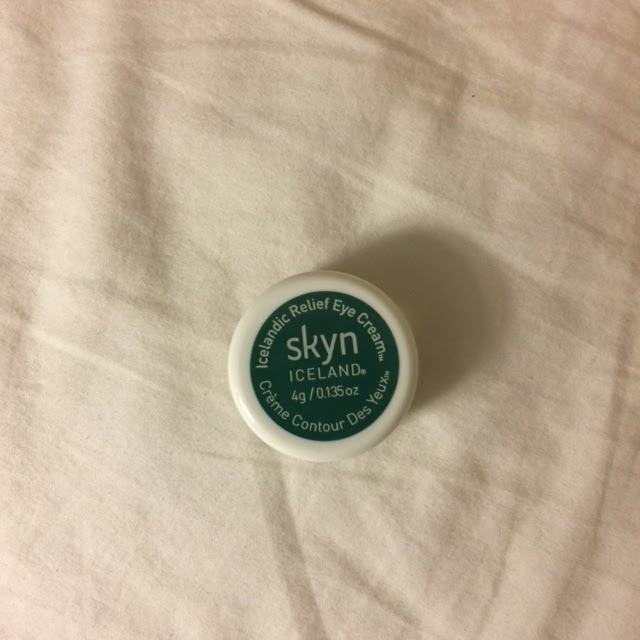 Icelandic Relief Eye Cream™
skyn
ICELAND®
4g / 0.135 oz
Crème Contour Des Yeux™